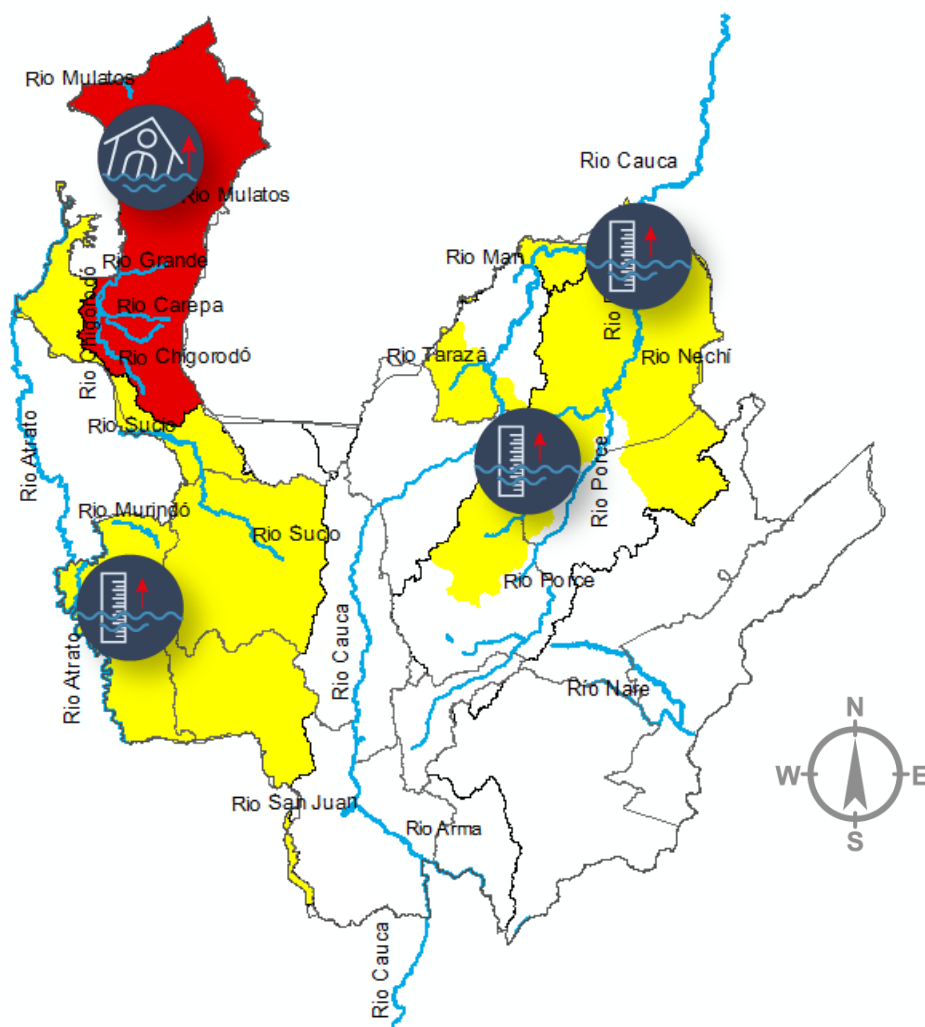 Rio Mulatos
Rio Cauca
Rio Mulatos
Rio Man
Rio Grande
Rio Carepa
Rio Chigorodó
Rio Chigorodó
Rio Tarazá
Rio Nechí
Rio Sucio
Rio Atrato
Rio Porce
Rio Murindó
Rio Sucio
Rio Porce
Rio Cauca
Rio Atrato
Río Nare
N
W
E
S
Rio San Juan
Rio Arma
Rio Cauca